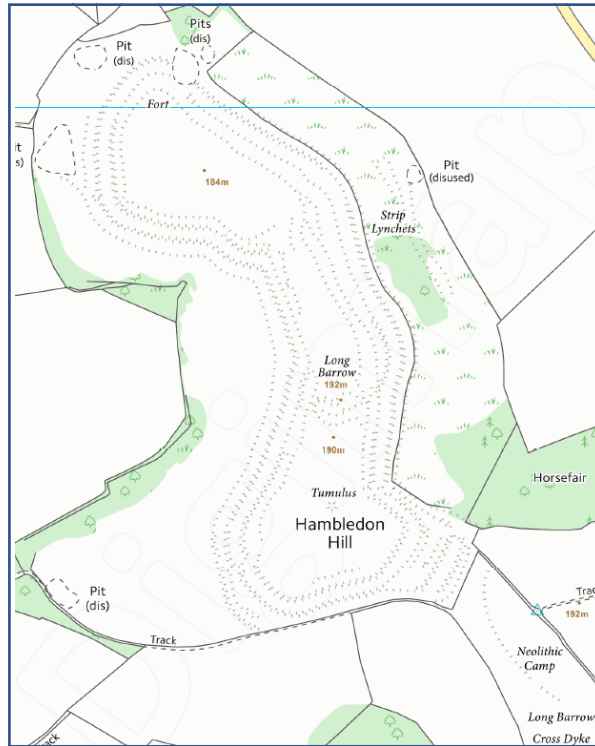 Pits
(dis)
Pit
(dis)
Fort
184m
Pit
(disused)
Strip
Lynchets
Long
Barrow
192m
190m
Tumulus
Hambledon
Hill
Horsefair
Pit
(dis)
Track
192m
Neolithic
Camp
Long Barrow
Cross Dyke